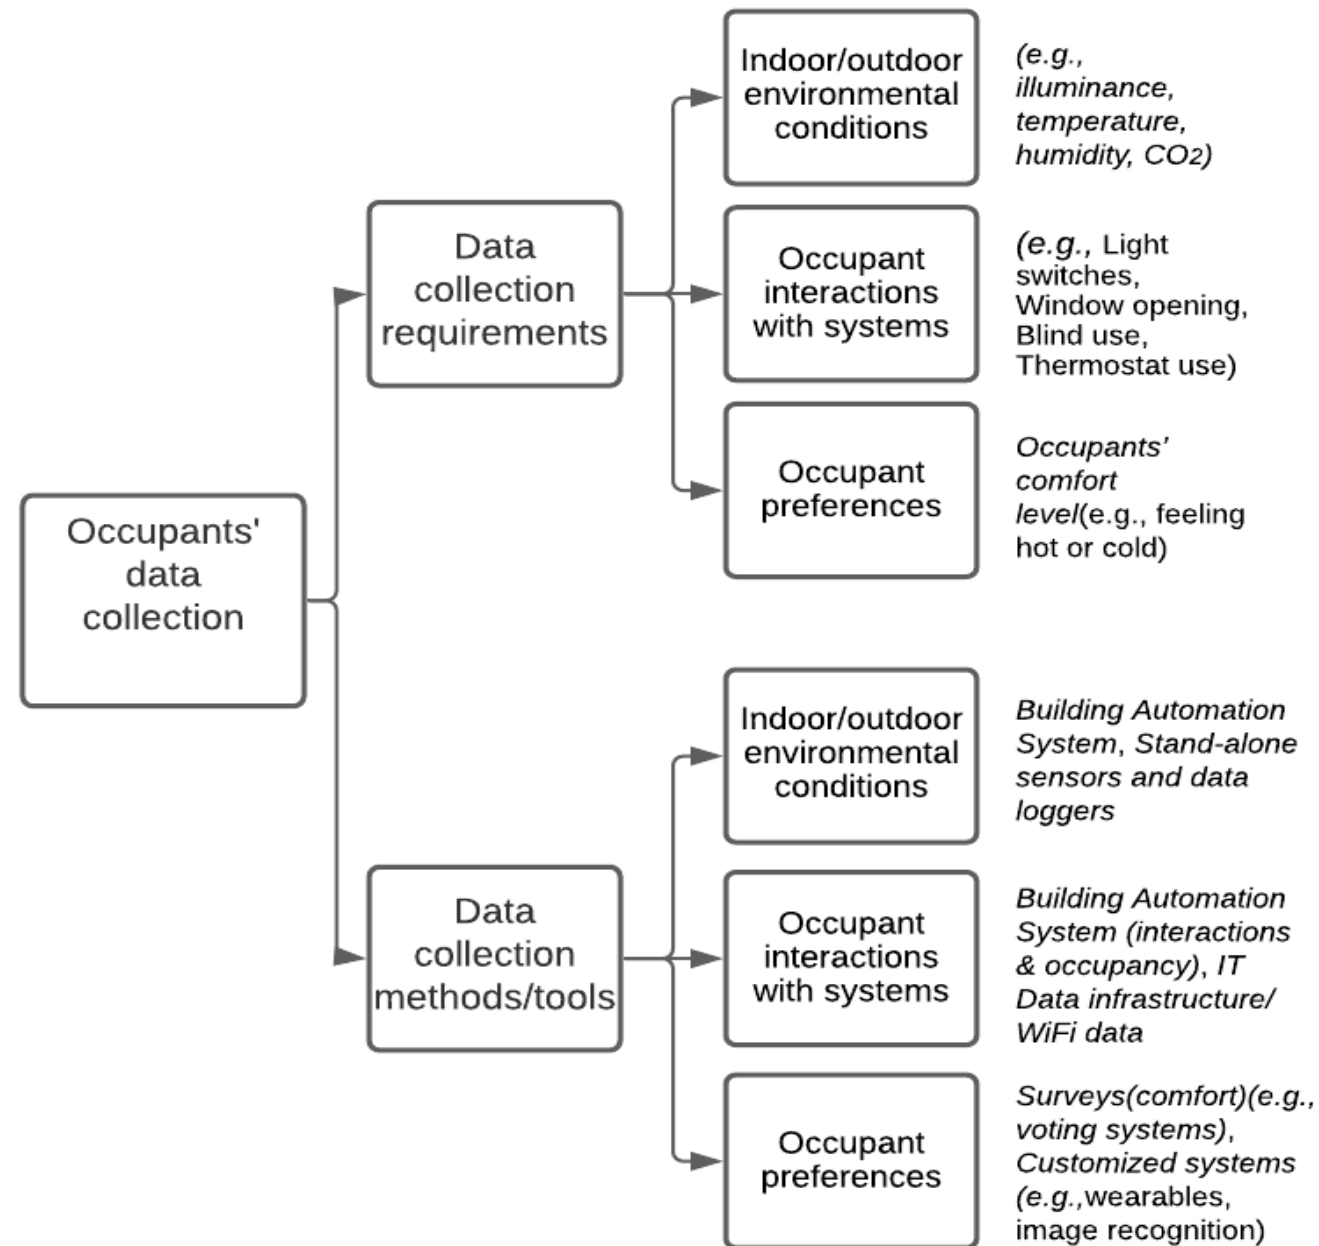 Occupants'
data
collection
Data
collection
requirements
Indoor/outdoor
environmental
conditions
(e.g.,
illuminance,
temperature,
humidity, CO2)
Occupant
interactions
with systems
(e.g., Light
switches,
Window opening,
Blind use,
Thermostat use)
Occupant
preferences
Occupants'
comfort
level(e.g., feeling
hot or cold)
Data
collection
methods/tools
Indoor/outdoor
environmental
conditions
Building Automation
System, Stand-alone
sensors and data
loggers
Occupant
interactions
with systems
Building Automation
System (interactions
& occupancy), IT
Data infrastructure/
WiFi data
Occupant
preferences
Surveys(comfort)(e.g.,
voting systems),
Customized systems
(e.g.,wearables,
image recognition)